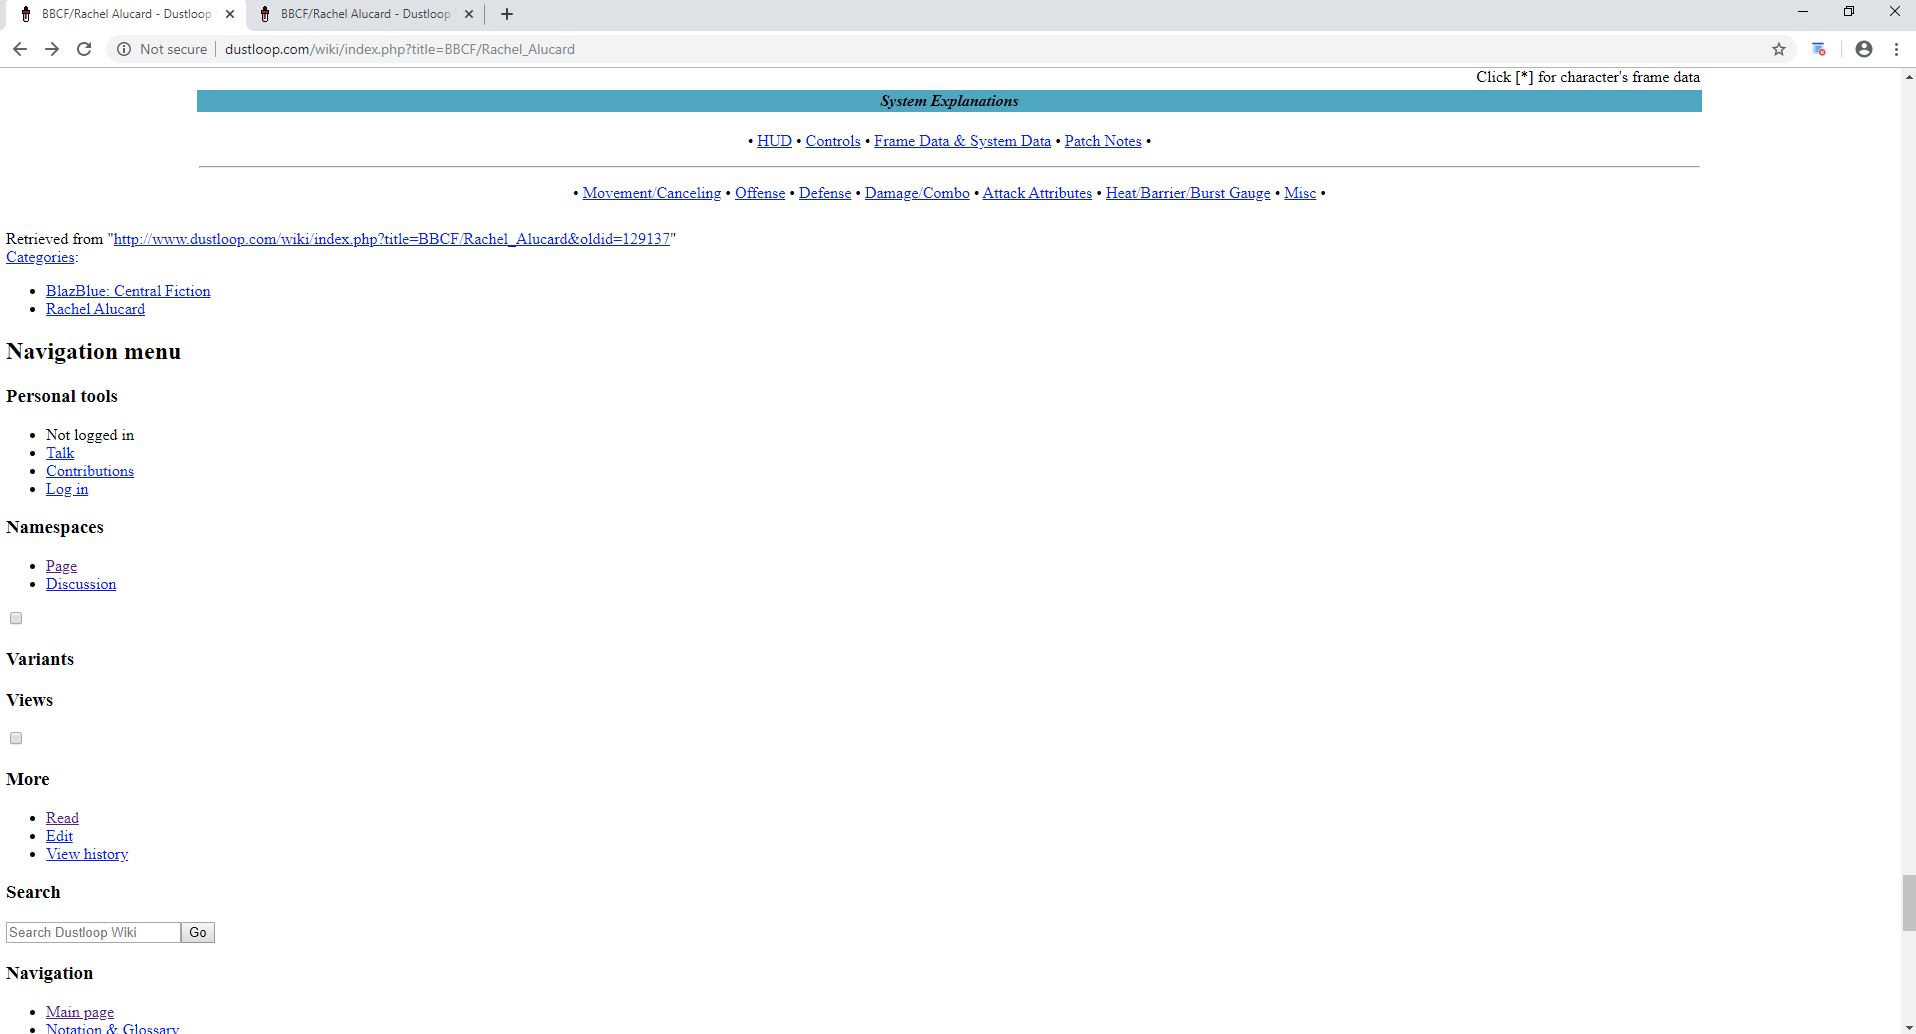 BBCF/Rachel Alucard - Dustloop
BBCF/Rachel Alucard - Dustloop
Not secure | dustloop.com/wiki/index.php?title=BBCF/Rachel_Alucard
Click [*] for character's frame data
System Explanations
• HUD • Controls • Frame Data & System Data • Patch Notes •
• Movement/Canceling • Offense • Defense • Damage/Combo • Attack Attributes • Heat/Barrier/Burst Gauge • Misc •
Retrieved from "http://www.dustloop.com/wiki/index.php?title=BBCF/Rachel_Alucard&oldid=129137"
Categories:
• BlazBlue: Central Fiction
• Rachel Alucard
Navigation menu
Personal tools
• Not logged in
• Talk
• Contributions
• Log in
Namespaces
• Page
• Discussion
Variants
Views
More
• Read
• Edit
• View history
Search
Search Dustloop Wiki Go
Navigation
• Main page
• Notation & Glossary